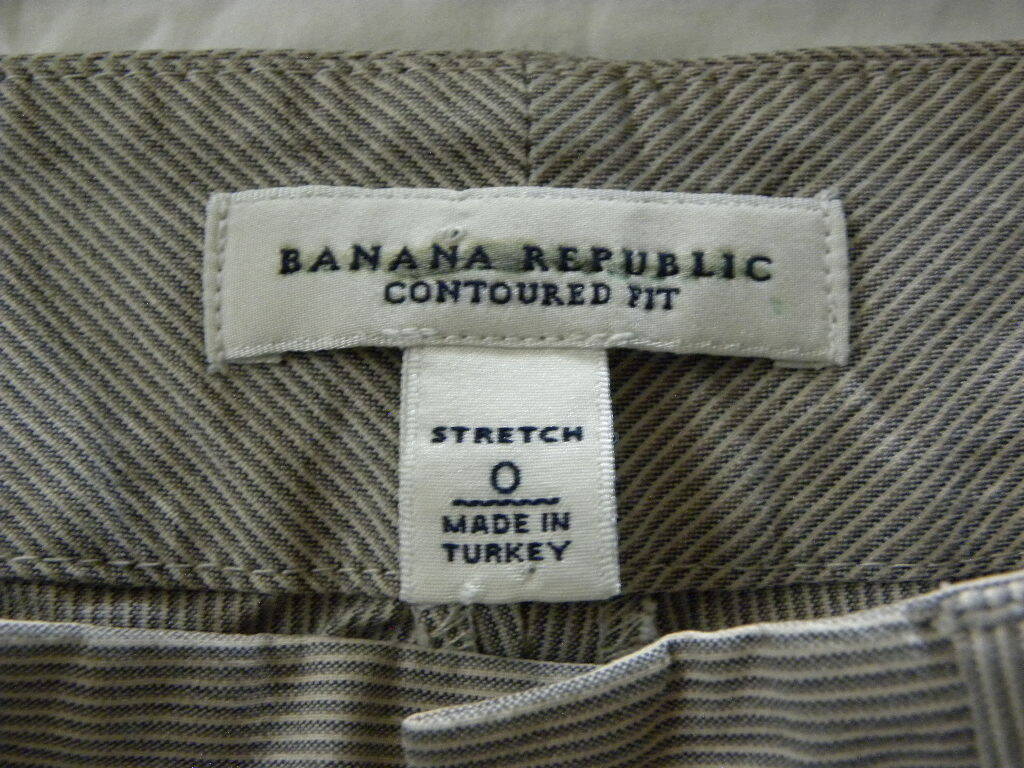 BANANA REPUBLIC
CONTOURED FIT
STRETCH
0
MADE IN
TURKEY